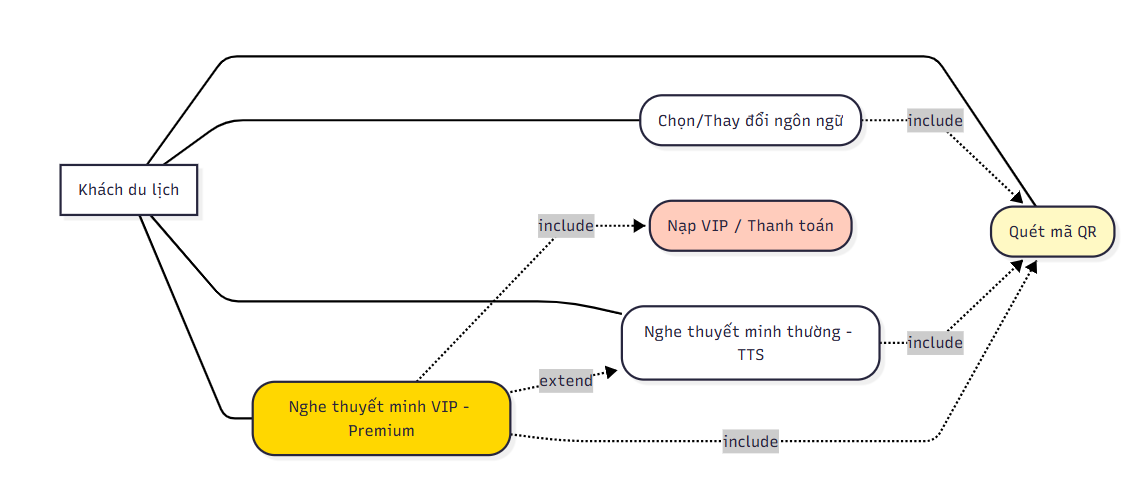 Chọn/Thay đổi ngôn ngữ
include
Khách du lịch
include
Nạp VIP / Thanh toán
Quét mã QR
Nghe thuyết minh thường -
TTS
include
extend
Nghe thuyết minh VIP -
Premium
include